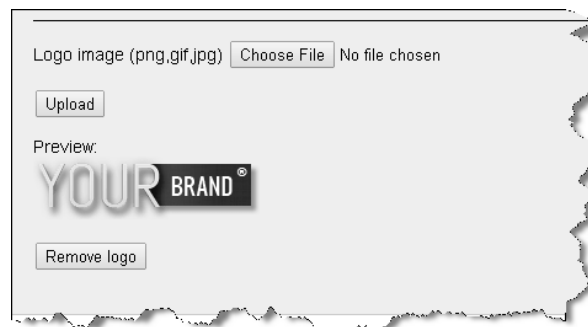 Logo image (png,gif,jpg) Choose File No file chosen
Upload
Preview:
YOUR BRAND®
Remove logo